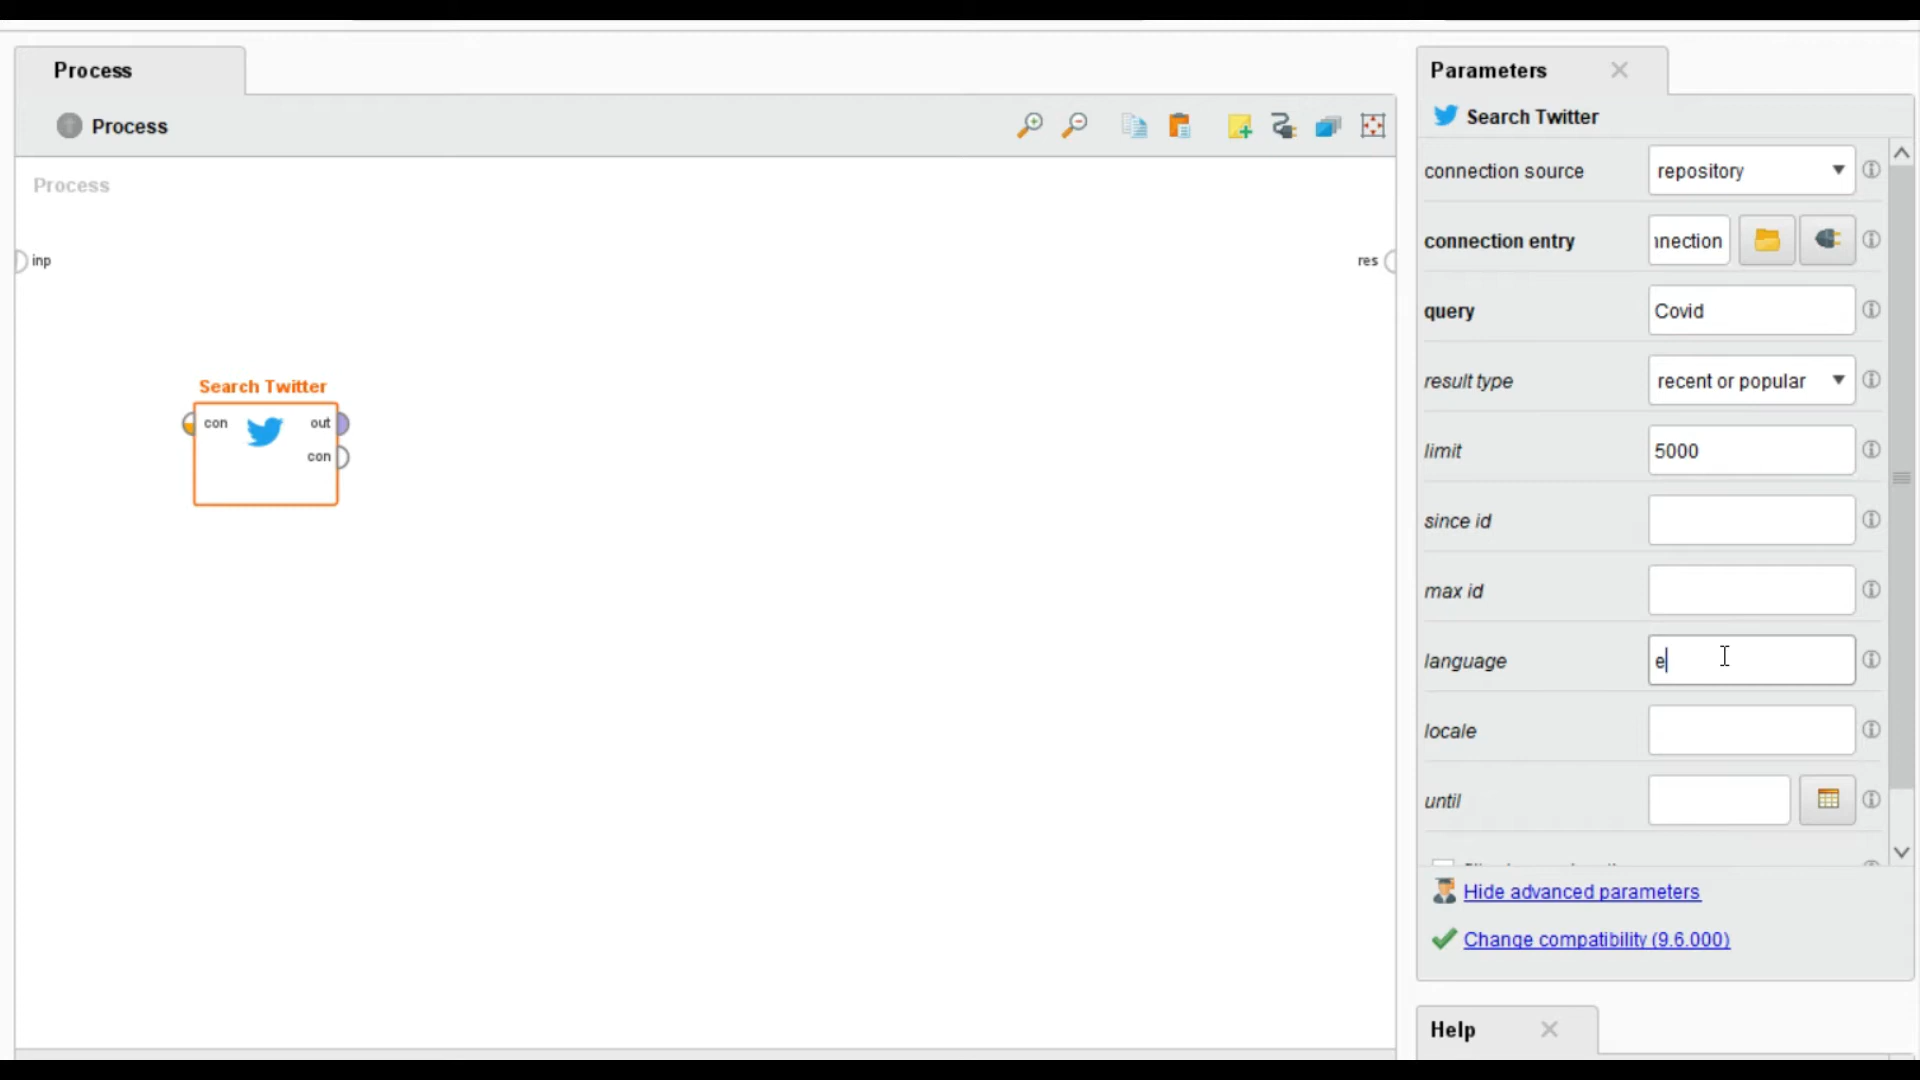 Process
Process
Process
inp
res
Search Twitter
con
out
con
Parameters
Search Twitter
connection source
repository
connection entry
nnection
query
Covid
result type
recent or popular
limit
5000
since id
max id
language
e
locale
until
Hide advanced parameters
Change compatibility (9.6.000)
Help